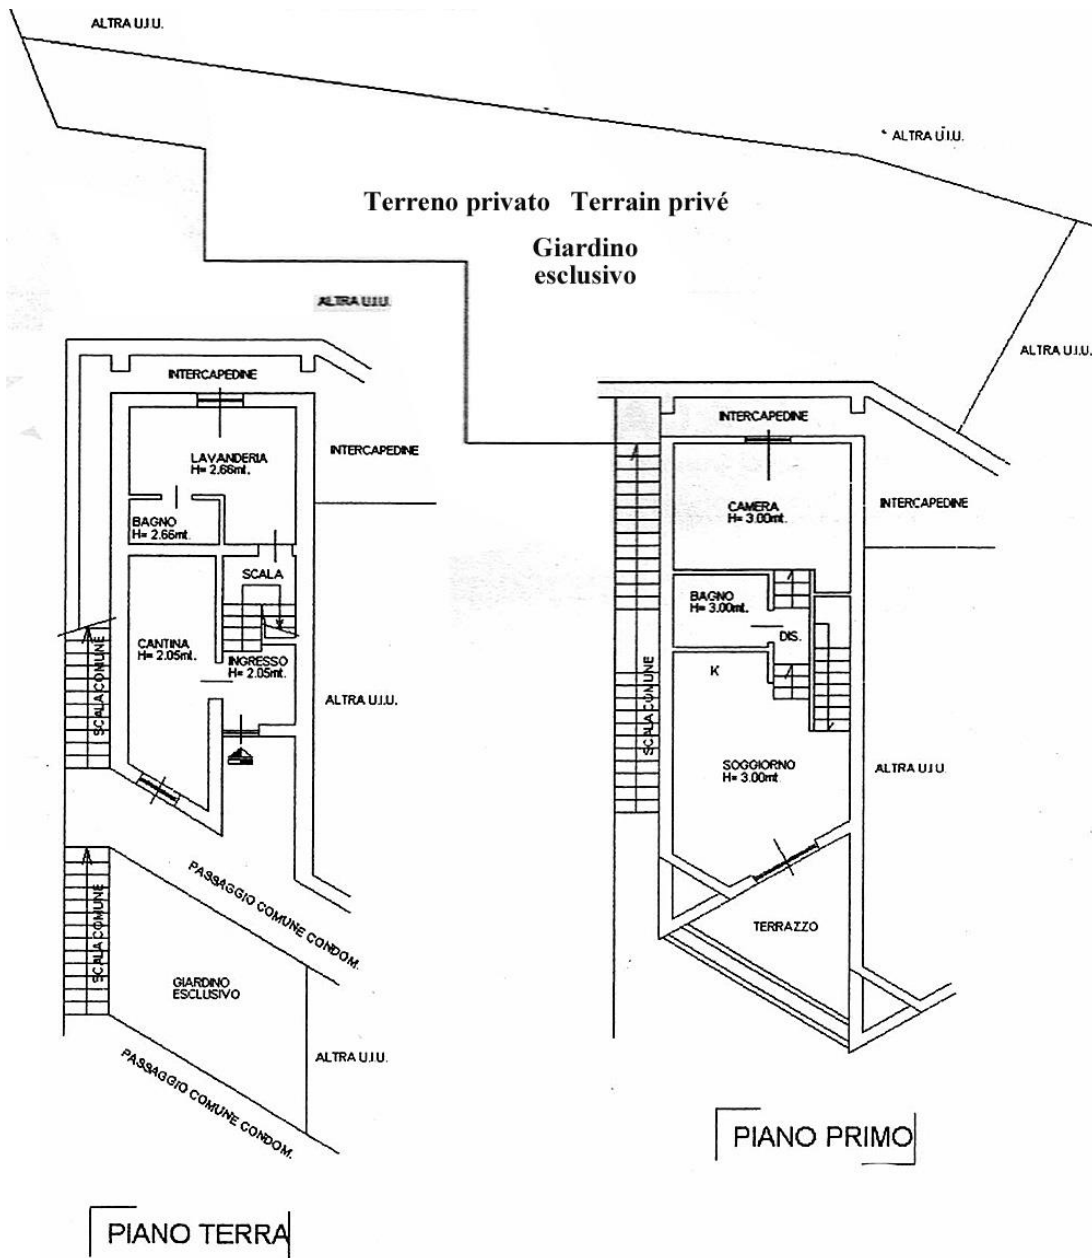 ALTRA U.I.U.
ALTRA U.I.U.
Terreno privato Terrain privé
Giardino
esclusivo
ALTRA U.I.U.
ALTRA U.I.U.
INTERCAPEDINE
LAVANDERIA
H= 2.66mt.
INTERCAPEDINE
BAGNO
H= 2.66mt.
SCALA
CANTINA
H= 2.05mt.
INGRESSO
H= 2.05mt.
SCALA COMUNE
ALTRA U.I.U.
PASSAGGIO COMUNE CONDOM.
SCALA COMUNE
GIARDINO
ESCLUSIVO
ALTRA U.I.U.
PASSAGGIO COMUNE CONDOM.
PIANO TERRA
INTERCAPEDINE
CAMERA
H= 3.00mt.
INTERCAPEDINE
BAGNO
H= 3.00mt.
DIS.
K
SCALA COMUNE
SOGGIORNO
H= 3.00mt
ALTRA U.I.U.
TERRAZZO
PIANO PRIMO